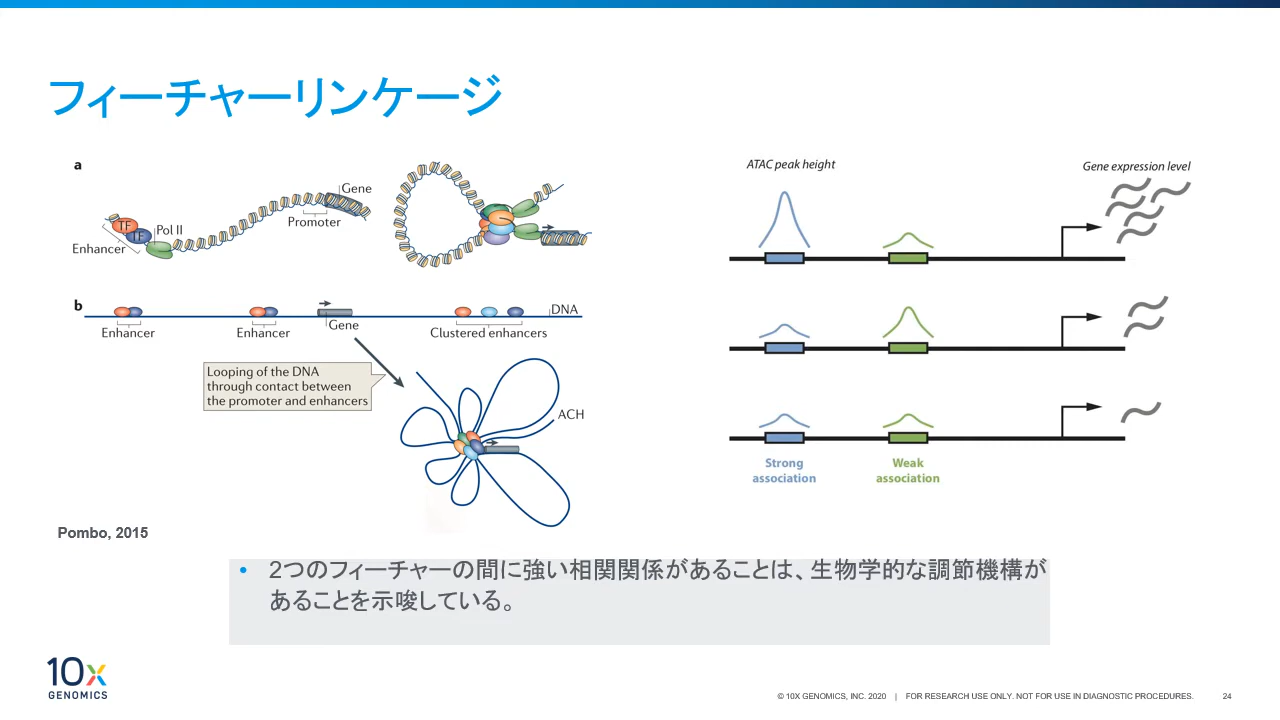 フィーチャーリンケージ
a
Gene
TF
TF
Pol II
Promoter
Enhancer
b
DNA
Enhancer
Enhancer
Gene
Clustered enhancers
Looping of the DNA
through contact between
the promoter and enhancers
ACH
Pombo, 2015
ATAC peak height
Gene expression level
Strong
association
Weak
association
• 2つのフィーチャーの間に強い相関関係があることは、生物学的な調節機構が
あることを示唆している。
10x
GENOMICS
© 10X GENOMICS, INC. 2020 | FOR RESEARCH USE ONLY. NOT FOR USE IN DIAGNOSTIC PROCEDURES. 24